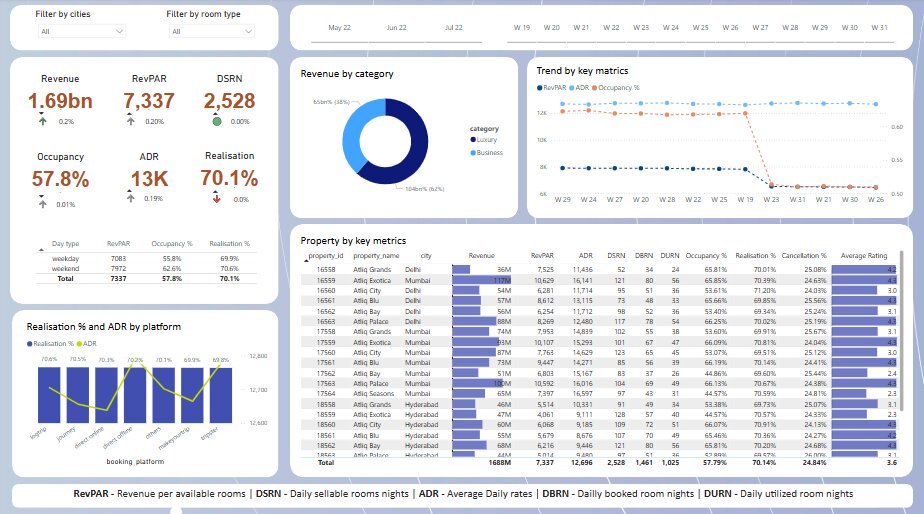 Filter by cities
All
Filter by room type
All
May 22 Jun 22 Jul 22
W 19 W 20 W 21 W 22 W 23 W 24 W 25 W 26 W 27 W 28 W 29 W 30 W 31
Revenue RevPAR DSRN
1.69bn 7,337 2,528
0.2% 0.20% 0.00%
Occupancy ADR Realisation
57.8% 13K 70.1%
0.01% 0.19% 0.0%
Day type RevPAR Occupancy % Realisation %
weekday 7083 55.8% 69.9%
weekend 7972 62.6% 70.6%
Total 7337 57.8% 70.1%
Revenue by category
65bn% (38%)
104bn% (62%)
category
Luxury
Business
Trend by key matrics
RevPAR ADR Occupancy %
12K
10K
8K
6K
0.60
0.55
0.50
W 29 W 24 W 20 W 27 W 28 W 22 W 21 W 19 W 23 W 31 W 25 W 30 W 26
Realisation % and ADR by platform
Realisation % ADR
70.6% 70.5% 70.3% 70.2% 70.1% 69.9% 69.8%
12,800
12,700
12,600
logtrip journey direct online direct offline others makeyourtrip tripster
booking_platform
Property by key metrics
property_id property_name city Revenue RevPAR ADR DSRN DBRN DURN Occupancy % Realisation % Cancellation % Average Rating
16558 Atliq Grands Delhi 36M 7,525 11,436 52 34 24 65.81% 70.01% 25.08% 4.2
16559 Atliq Exotica Mumbai 117M 10,629 16,141 121 80 56 65.85% 70.39% 24.63% 4.3
16560 Atliq City Delhi 54M 6,281 11,714 95 51 36 53.61% 71.20% 24.03% 3.0
16561 Atliq Blu Delhi 57M 8,612 13,115 73 48 33 65.66% 69.85% 25.56% 4.3
16562 Atliq Bay Delhi 56M 6,254 11,712 98 52 36 53.40% 69.34% 25.24% 3.1
16563 Atliq Palace Delhi 88M 8,269 12,480 117 78 54 66.25% 70.02% 25.19% 4.3
17558 Atliq Grands Mumbai 74M 7,953 14,839 102 55 38 53.60% 69.91% 25.67% 3.1
17559 Atliq Exotica Mumbai 93M 10,107 15,293 101 67 47 66.09% 70.81% 24.04% 4.3
17560 Atliq City Mumbai 87M 7,763 14,629 123 65 45 53.07% 69.51% 25.12% 3.0
17561 Atliq Blu Mumbai 73M 9,447 14,271 85 56 39 66.19% 70.14% 24.41% 4.3
17562 Atliq Bay Mumbai 51M 6,803 15,167 83 37 26 44.86% 69.60% 25.44% 2.4
17563 Atliq Palace Mumbai 100M 10,592 16,016 104 69 49 66.13% 70.67% 24.38% 4.3
17564 Atliq Seasons Mumbai 65M 7,397 16,597 97 43 31 44.57% 70.59% 24.81% 2.3
18558 Atliq Grands Hyderabad 46M 5,514 10,331 91 49 34 53.38% 69.73% 25.07% 3.1
18559 Atliq Exotica Hyderabad 47M 4,061 9,111 128 57 40 44.57% 70.57% 24.33% 2.3
18560 Atliq City Hyderabad 60M 6,068 9,185 109 72 51 66.07% 70.91% 24.13% 4.3
18561 Atliq Blu Hyderabad 55M 5,679 8,676 107 70 49 65.46% 70.36% 24.27% 4.2
18562 Atliq Bay Hyderabad 68M 6,216 9,446 121 80 56 65.81% 70.20% 24.68% 4.3
18563 Atliq Palace Hyderabad 44M 5,014 9,480 97 51 36 52.89% 69.57% 26.00% 3.1
Total 1688M 7,337 12,696 2,528 1,461 1,025 57.79% 70.14% 24.84% 3.6
RevPAR - Revenue per available rooms | DSRN - Daily sellable rooms nights | ADR - Average Daily rates | DBRN - Dailly booked room nights | DURN - Daily utilized room nights